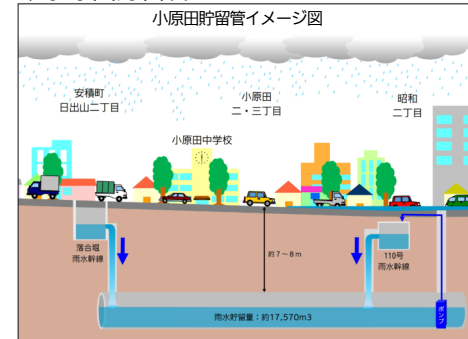 小原田貯留管イメージ図
安積町
日出山二丁目
小原田
二・三丁目
昭和
二丁目
小原田中学校
落合堀
雨水幹線
約7～8m
110号
雨水幹線
雨水貯留量：約17,570m3
ポンプ